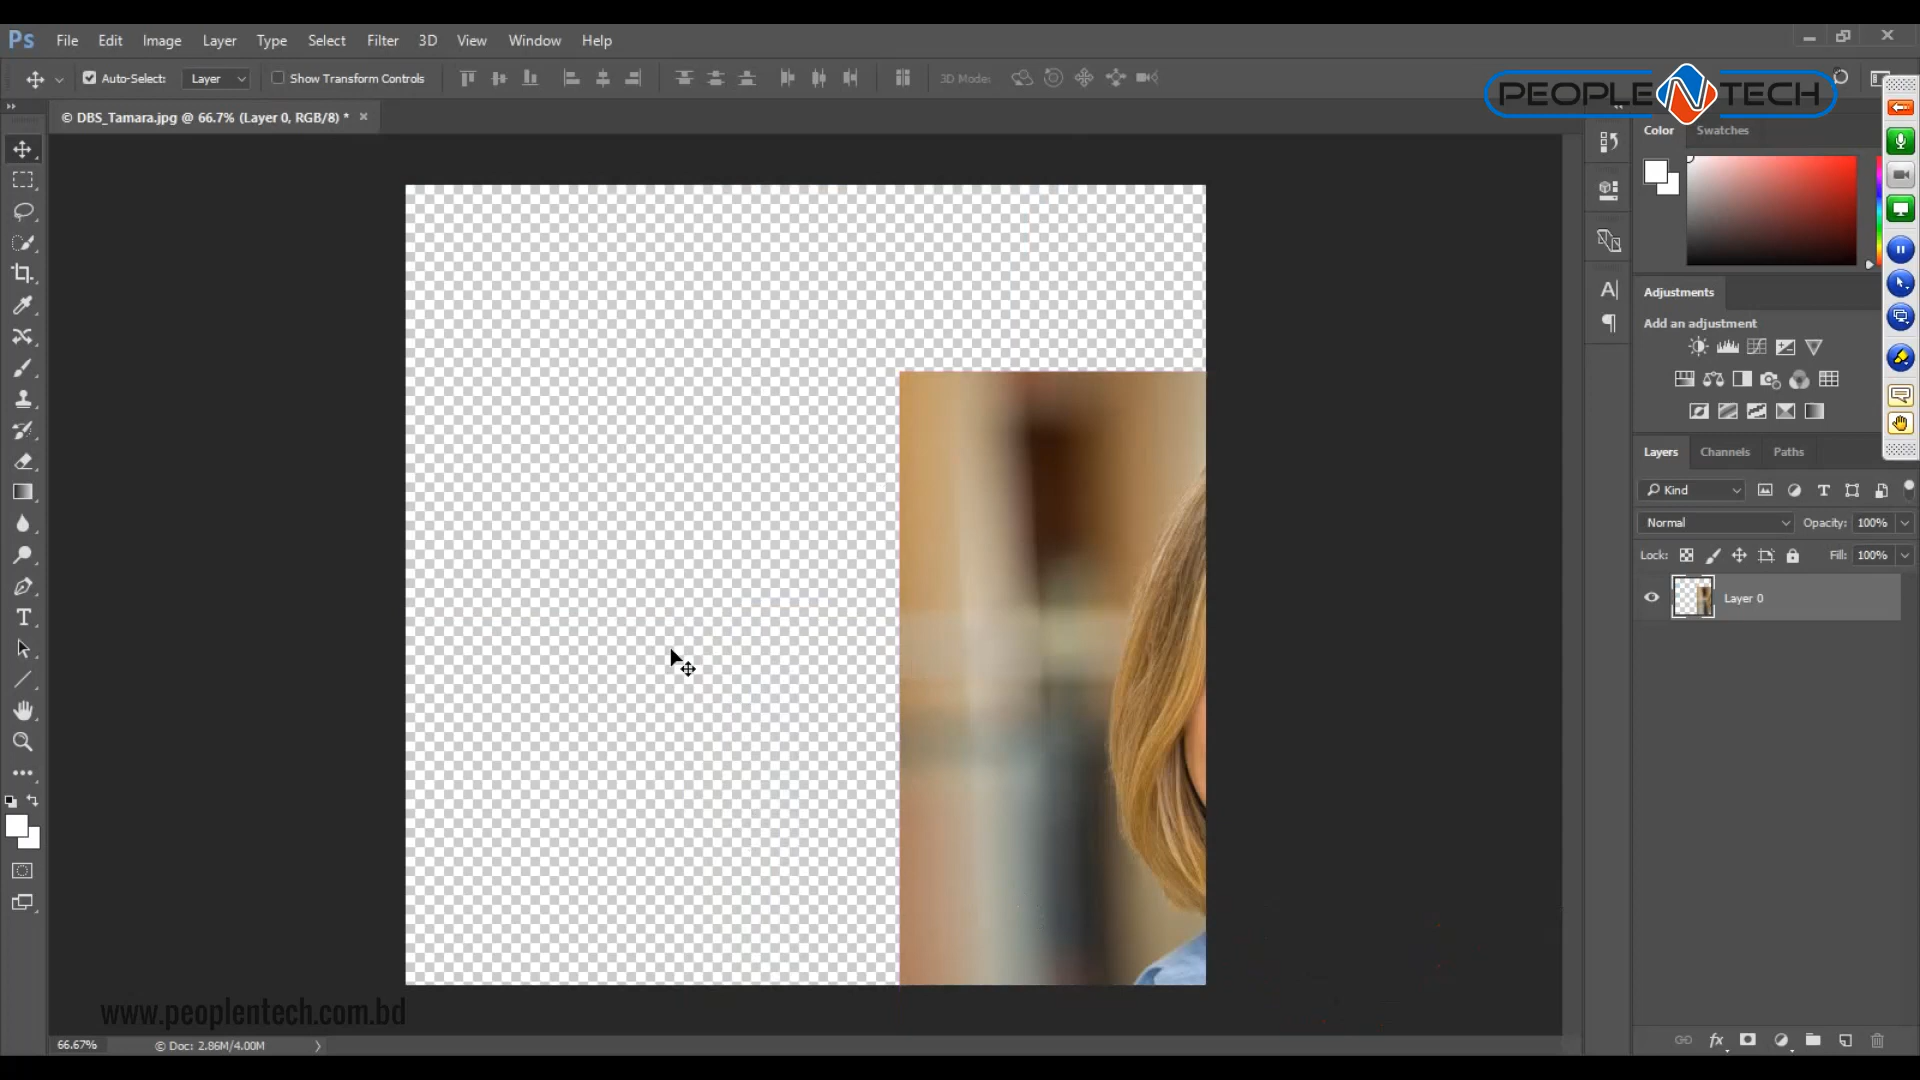 Ps File Edit Image Layer Type Select Filter 3D View Window Help
Auto-Select: Layer Show Transform Controls 3D Mode:
PEOPLE N TECH
© DBS_Tamara.jpg @ 66.7% (Layer 0, RGB/8) * ×
Color Swatches
Adjustments
Add an adjustment
Layers Channels Paths
Kind
Normal Opacity: 100%
Lock: Fill: 100%
Layer 0
www.peoplentech.com.bd
66.67% © Doc: 2.86M/4.00M